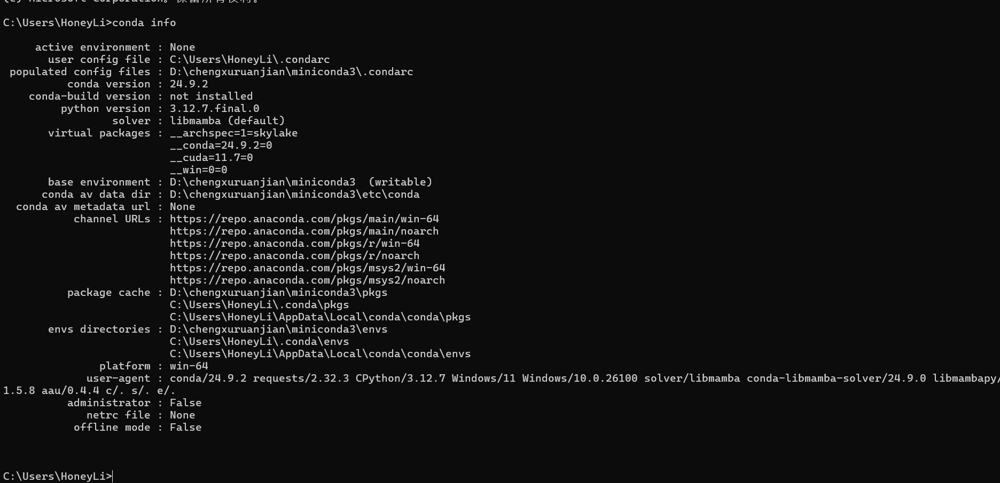 (c) Microsoft Corporation。保留所有权利。
C:\Users\HoneyLi>conda info
active environment : None
user config file : C:\Users\HoneyLi\.condarc
populated config files : D:\chengxuruanjian\miniconda3\.condarc
conda version : 24.9.2
conda-build version : not installed
python version : 3.12.7.final.0
solver : libmamba (default)
virtual packages : __archspec=1=skylake
__conda=24.9.2=0
__cuda=11.7=0
__win=0=0
base environment : D:\chengxuruanjian\miniconda3  (writable)
conda av data dir : D:\chengxuruanjian\miniconda3\etc\conda
conda av metadata url : None
channel URLs : https://repo.anaconda.com/pkgs/main/win-64
https://repo.anaconda.com/pkgs/main/noarch
https://repo.anaconda.com/pkgs/r/win-64
https://repo.anaconda.com/pkgs/r/noarch
https://repo.anaconda.com/pkgs/msys2/win-64
https://repo.anaconda.com/pkgs/msys2/noarch
package cache : D:\chengxuruanjian\miniconda3\pkgs
C:\Users\HoneyLi\.conda\pkgs
C:\Users\HoneyLi\AppData\Local\conda\conda\pkgs
envs directories : D:\chengxuruanjian\miniconda3\envs
C:\Users\HoneyLi\.conda\envs
C:\Users\HoneyLi\AppData\Local\conda\conda\envs
platform : win-64
user-agent : conda/24.9.2 requests/2.32.3 CPython/3.12.7 Windows/11 Windows/10.0.26100 solver/libmamba conda-libmamba-solver/24.9.0 libmambapy/
1.5.8 aau/0.4.4 c/. s/. e/.
administrator : False
netrc file : None
offline mode : False
C:\Users\HoneyLi>